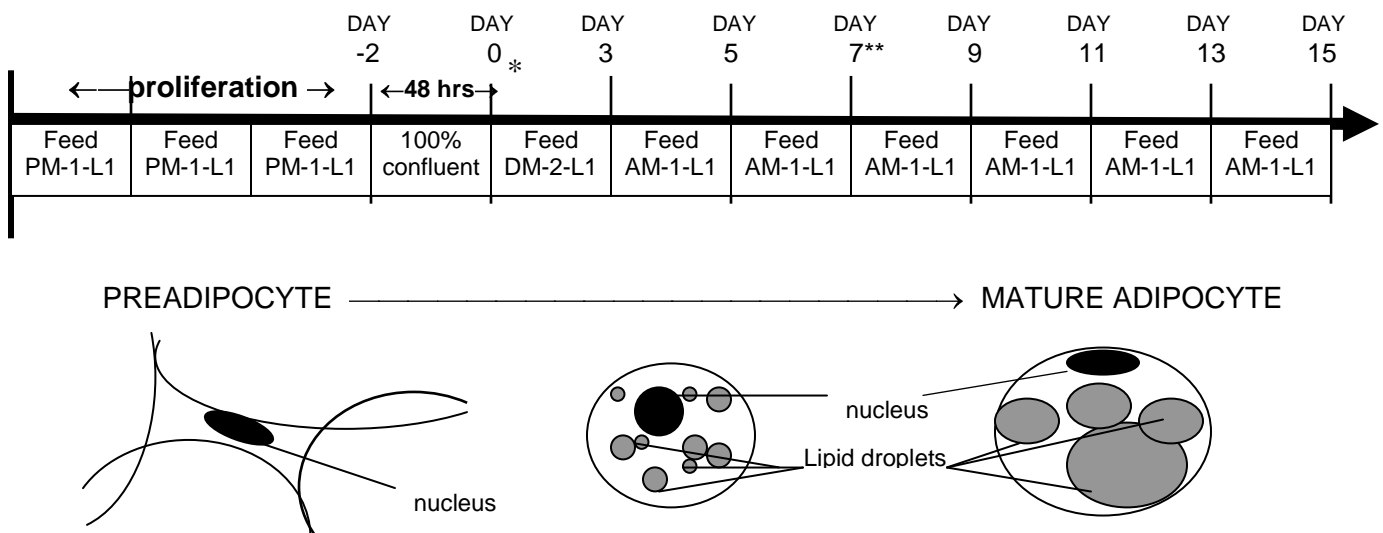 DAY DAY DAY DAY DAY DAY DAY DAY DAY
-2 0 * 3 5 7** 9 11 13 15
←proliferation → ←48 hrs→
Feed Feed Feed 100% Feed Feed Feed Feed Feed Feed Feed
PM-1-L1 PM-1-L1 PM-1-L1 confluent DM-2-L1 AM-1-L1 AM-1-L1 AM-1-L1 AM-1-L1 AM-1-L1 AM-1-L1
PREADIPOCYTE → MATURE ADIPOCYTE
nucleus
Lipid droplets
nucleus